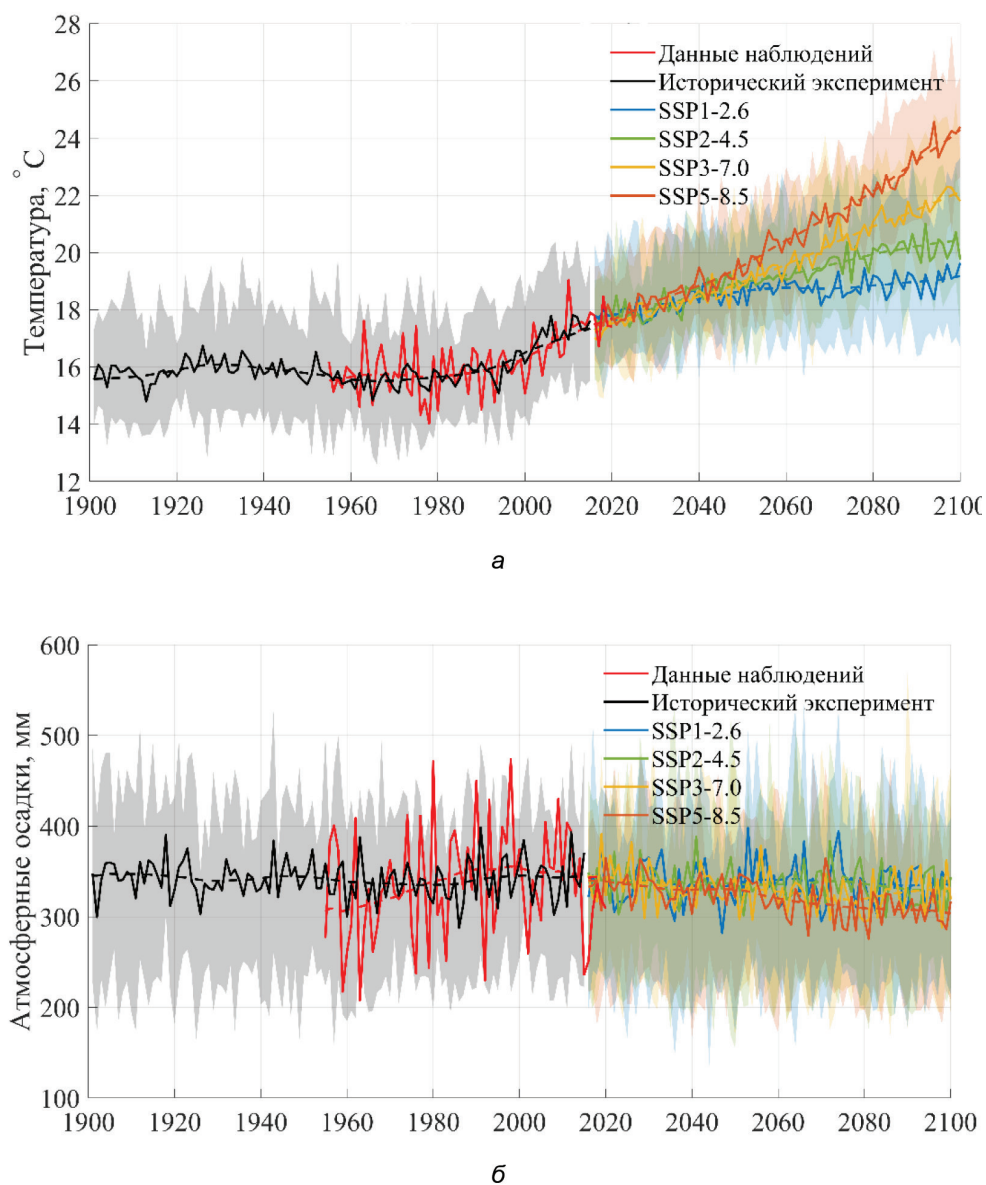 28
26
24
22
20
18
16
14
12
Температура, °С
Данные наблюдений
Исторический эксперимент
SSP1-2.6
SSP2-4.5
SSP3-7.0
SSP5-8.5
1900 1920 1940 1960 1980 2000 2020 2040 2060 2080 2100
а
600
500
400
300
200
100
Атмосферные осадки, мм
Данные наблюдений
Исторический эксперимент
SSP1-2.6
SSP2-4.5
SSP3-7.0
SSP5-8.5
1900 1920 1940 1960 1980 2000 2020 2040 2060 2080 2100
б